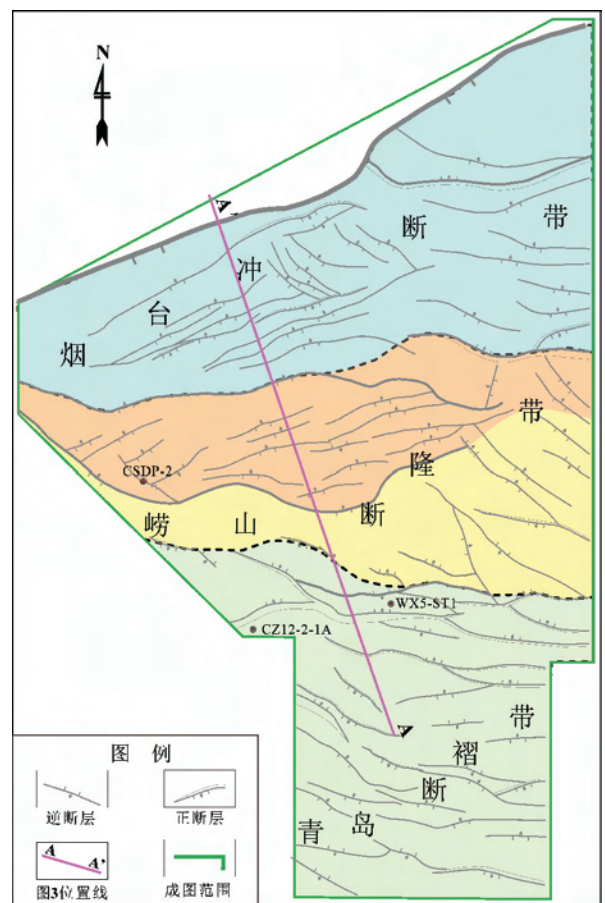 N
A'
烟台冲断带
CSDP-2
崂山断隆带
WX5-ST1
CZ12-2-1A
A
青岛断褶带
图 例
逆断层
正断层
A A'
图3位置线
成图范围